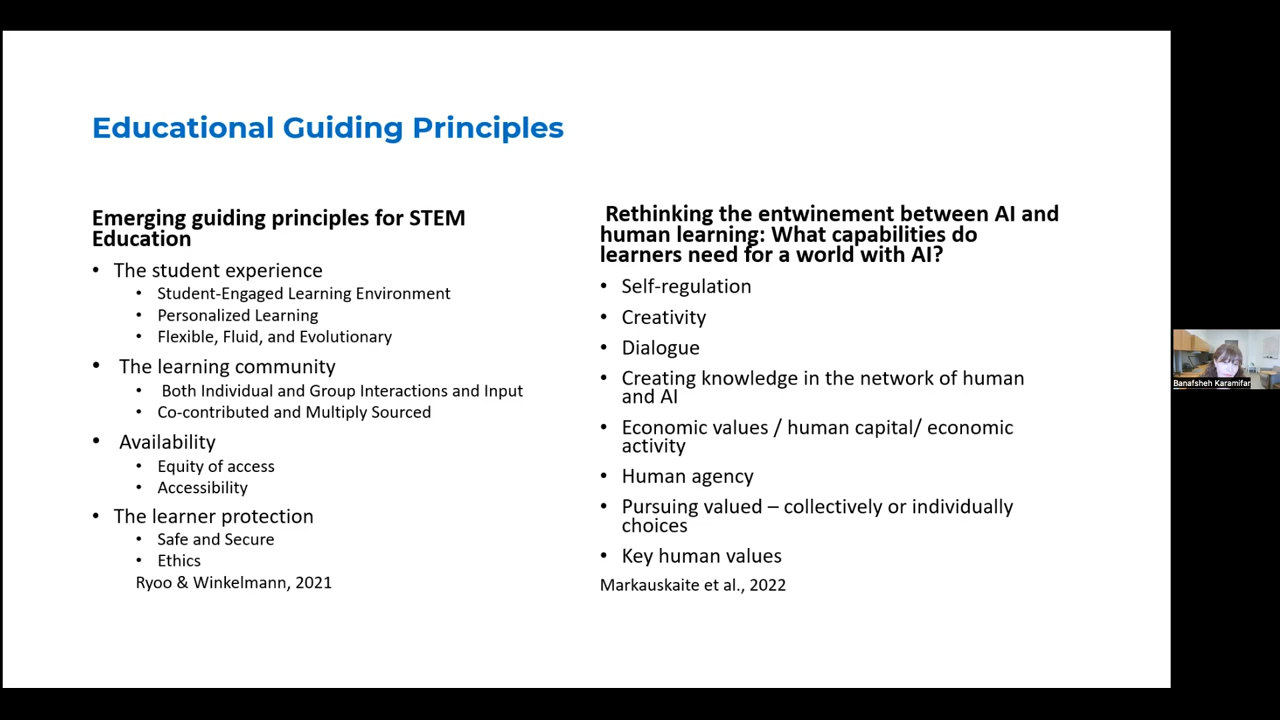 Educational Guiding Principles
Emerging guiding principles for STEM
Education
• The student experience
• Student-Engaged Learning Environment
• Personalized Learning
• Flexible, Fluid, and Evolutionary
• The learning community
• Both Individual and Group Interactions and Input
• Co-contributed and Multiply Sourced
• Availability
• Equity of access
• Accessibility
• The learner protection
• Safe and Secure
• Ethics
Ryoo & Winkelmann, 2021
Rethinking the entwinement between AI and
human learning: What capabilities do
learners need for a world with AI?
• Self-regulation
• Creativity
• Dialogue
• Creating knowledge in the network of human
and AI
• Economic values / human capital/ economic
activity
• Human agency
• Pursuing valued – collectively or individually
choices
• Key human values
Markauskaite et al., 2022
Banafsheh Karamifar